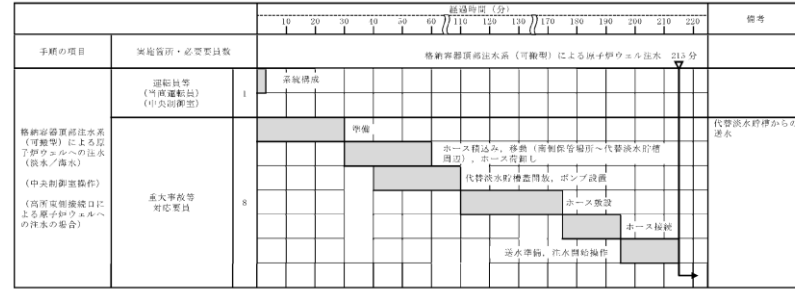 経過時間（分）
備考
10 20 30 40 50 60 110 120 130 170 180 190 200 210 220
手順の項目
実施箇所・必要要員数
格納容器頂部注水系（可搬型）による原子炉ウェル注水 215分
格納容器頂部注水系
（可搬型）による原
子炉ウェルへの注水
（淡水／海水）
（中央制御室操作）
（高所東側接続口に
よる原子炉ウェルへ
の注水の場合）
運転員等
（当直運転員）
（中央制御室）
1
系統構成
代替淡水貯槽からの
送水
重大事故等
対応要員
8
準備
ホース積込み，移動（南側保管場所～代替淡水貯槽
周辺），ホース荷卸し
代替淡水貯槽蓋開放，ポンプ設置
ホース敷設
ホース接続
送水準備，注水開始操作